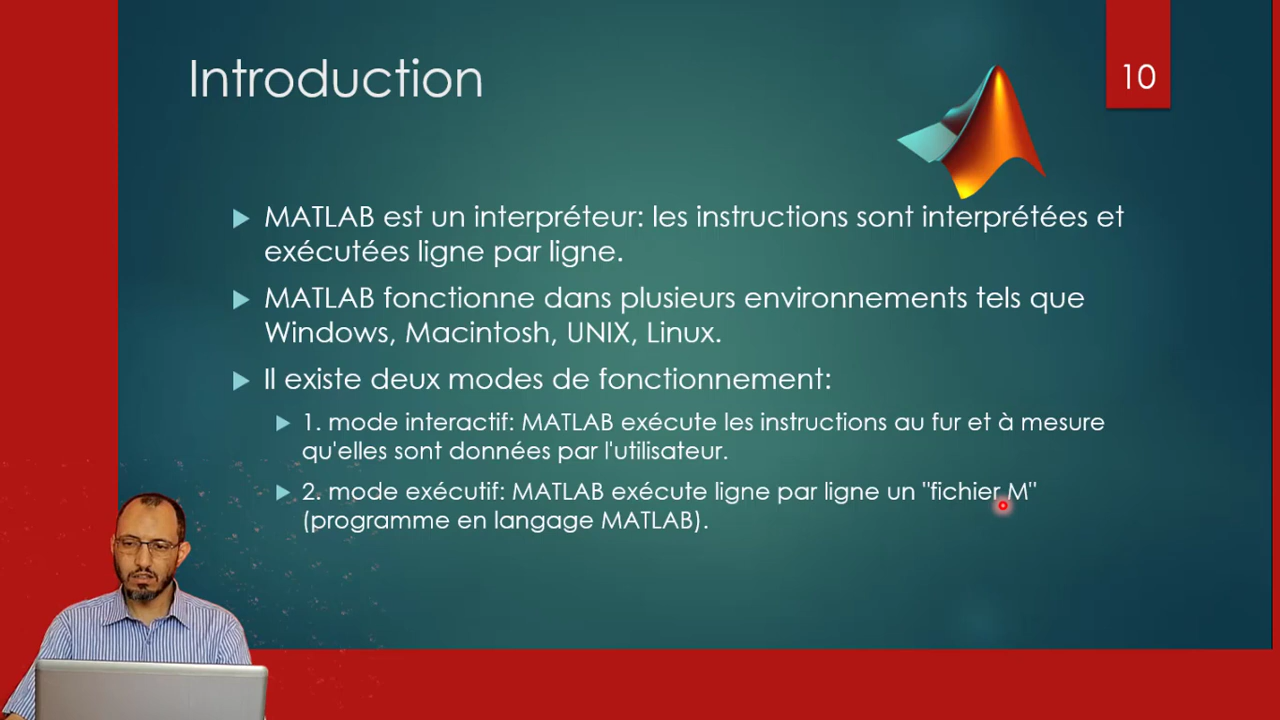 Introduction
10
MATLAB est un interpréteur: les instructions sont interprétées et
exécutées ligne par ligne.
MATLAB fonctionne dans plusieurs environnements tels que
Windows, Macintosh, UNIX, Linux.
Il existe deux modes de fonctionnement:
1. mode interactif: MATLAB exécute les instructions au fur et à mesure
qu'elles sont données par l'utilisateur.
2. mode exécutif: MATLAB exécute ligne par ligne un "fichier M"
(programme en langage MATLAB).